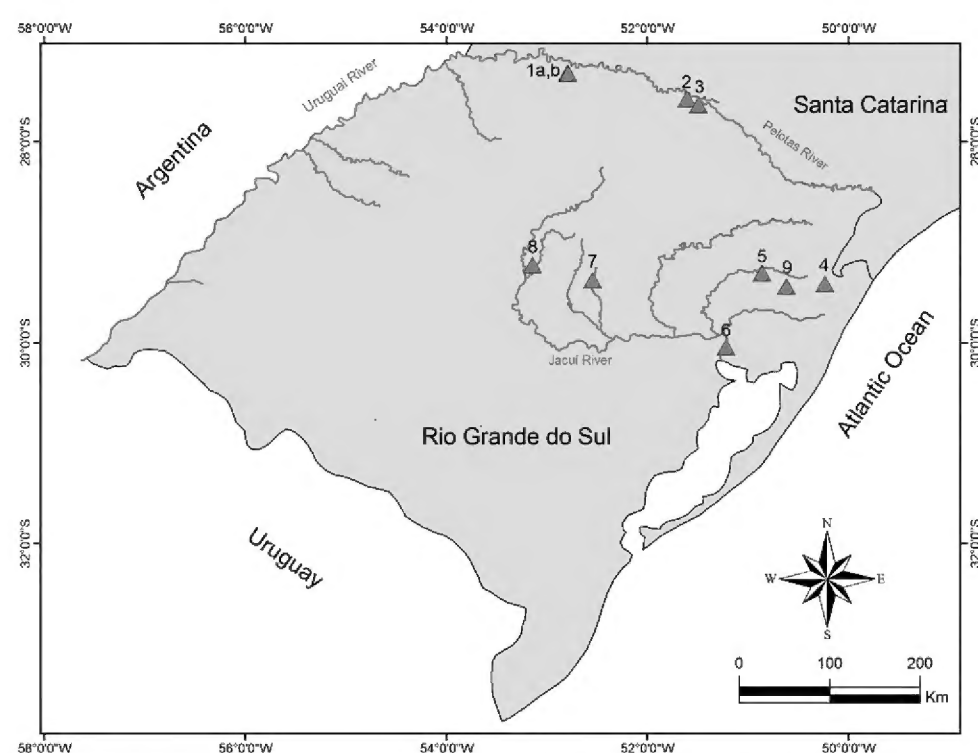 58°0'0"W 56°0'0"W 54°0'0"W 52°0'0"W 50°0'0"W
1a,b
2
3
Uruguai River
Santa Catarina
Pelotas River
28°0'0"S
28°0'0"S
Argentina
8
7
5
9
4
6
30°0'0"S
30°0'0"S
Jacuí River
Atlantic Ocean
Rio Grande do Sul
Uruguay
32°0'0"S
32°0'0"S
N
W
E
S
0 100 200
Km
58°0'0"W 56°0'0"W 54°0'0"W 52°0'0"W 50°0'0"W